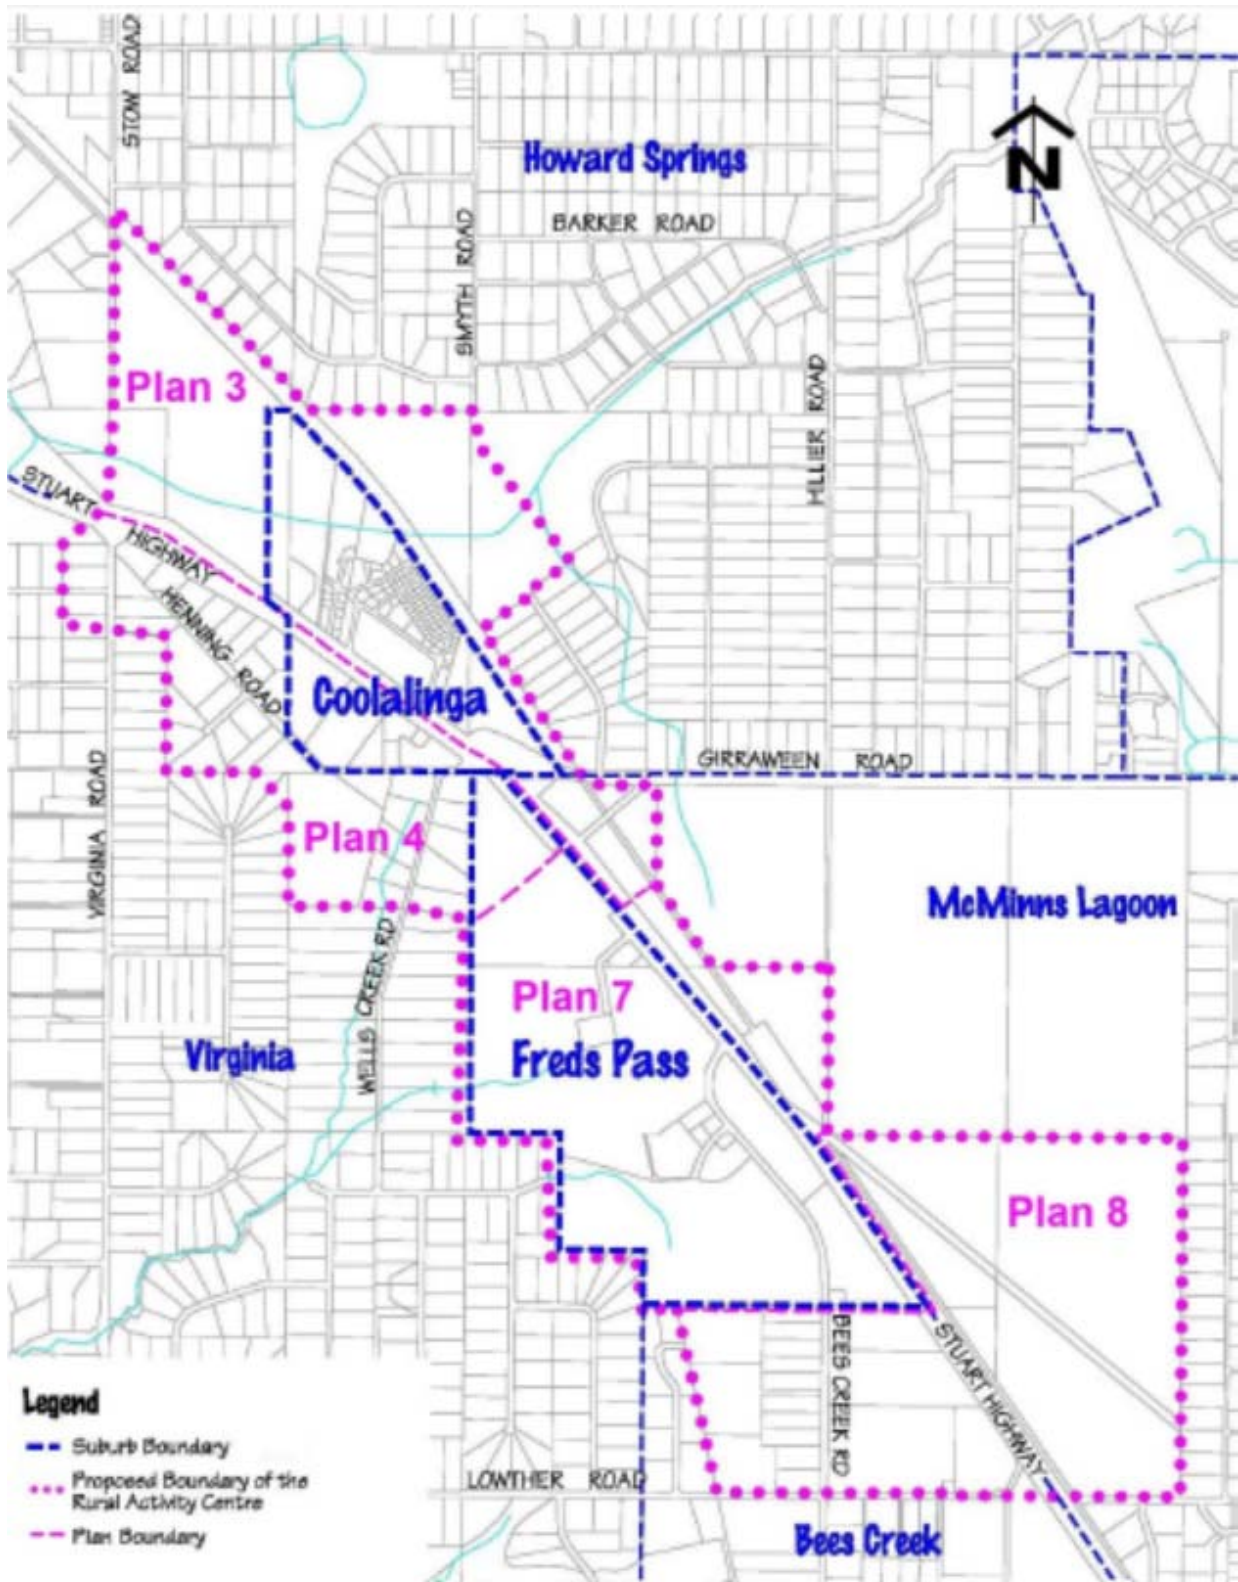 STOW ROAD
Howard Springs
N
BARKER ROAD
SMYTH ROAD
Plan 3
HILLIER ROAD
STUART HIGHWAY
HENNING ROAD
Coolalinga
GIRRAWEEN ROAD
VIRGINIA ROAD
Plan 4
McMinns Lagoon
WELLS CREEK RD
Plan 7
Virginia
Freds Pass
Plan 8
BEES CREEK RD
STUART HIGHWAY
Legend
Suburb Boundary
Proposed Boundary of the
Rural Activity Centre
Plan Boundary
LOWTHER ROAD
Bees Creek